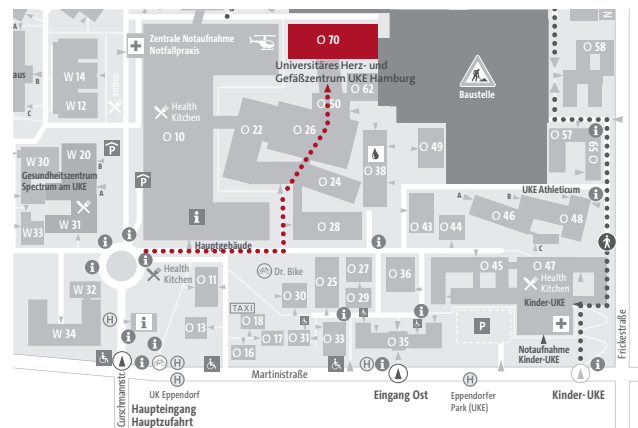 Zentrale Notaufnahme
Notfallpraxis
O 70
Universitäres Herz- und
Gefäßzentrum UKE Hamburg
O 62
O 50
Baustelle
O 58
N
W 14
W 12
aus
B
C
Health
Kitchen
O 10
O 22
O 26
O 24
O 28
O 38
O 49
O 57
O 59
W 30
W 20
B
A
Gesundheitszentrum
Spectrum am UKE
W 31
W 33
P
P
Hauptgebäude
UKE Athleticum
A
B
B
A
C
O 43
O 44
O 46
O 48
Health
Kitchen
O 11
Dr. Bike
O 25
O 27
O 29
O 36
O 45
O 47
Health
Kitchen
Kinder-UKE
W 32
W 34
H
O 13
TAXI
O 18
O 16
O 17
O 30
O 31
O 33
O 35
P
Notaufnahme
Kinder-UKE
Frickestraße
Martinistraße
Curschmannstr.
H
H
UK Eppendorf
Haupteingang
Hauptzufahrt
H
Eingang Ost
H
Eppendorfer
Park (UKE)
Kinder- UKE